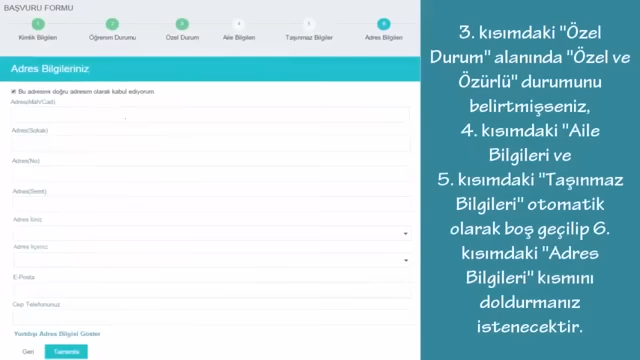 BAŞVURU FORMU
1 2 3 4 5 6
Kimlik Bilgileri Öğrenim Durumu Özel Durum Aile Bilgileri Taşınmaz Bilgiler Adres Bilgileri
Adres Bilgileriniz
Bu adresimi doğru adresim olarak kabul ediyorum
Adres(Mah/Cad)
Adres(Sokak)
Adres(No)
Adres(Semt)
Adres İliniz
Adres İlçeniz
E-Posta
Cep Telefonunuz
Yurtdışı Adres Bilgisi Göster
Geri Tamamla
3. kısımdaki "Özel
Durum" alanında "Özel ve
Özürlü" durumunu
belirtmişseniz,
4. kısımdaki "Aile
Bilgileri ve
5. kısımdaki "Taşınmaz
Bilgileri" otomatik
olarak boş geçilip 6.
kısımdaki "Adres
Bilgileri" kısmını
doldurmanız
istenecektir.